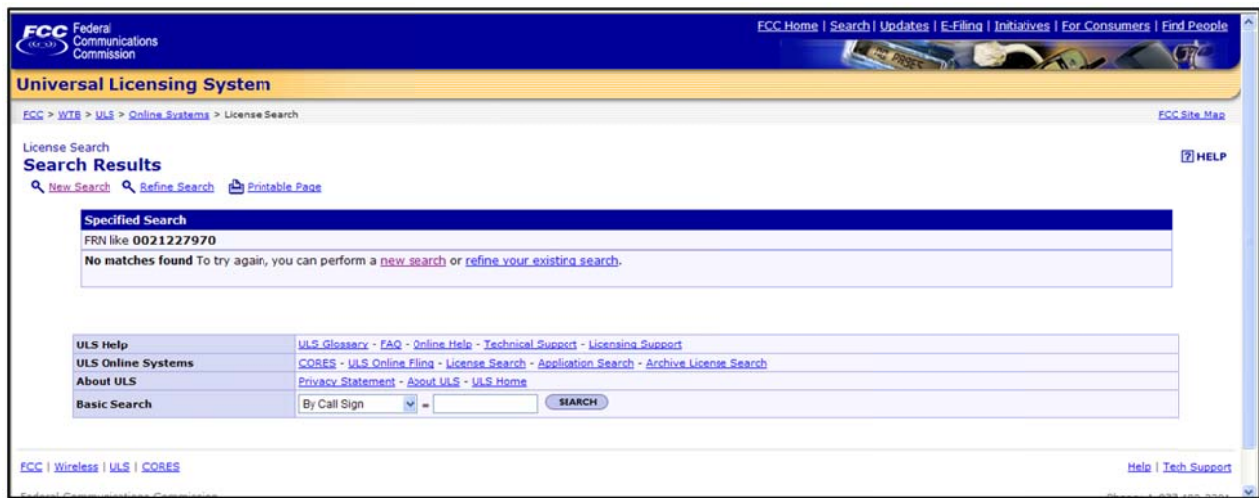 FCC Federal
Communications
Commission
FCC Home | Search | Updates | E-Filing | Initiatives | For Consumers | Find People
Universal Licensing System
FCC > WTB > ULS > Online Systems > License Search
FCC Site Map
License Search
Search Results
? HELP
New Search Refine Search Printable Page
Specified Search
FRN like 0021227970
No matches found To try again, you can perform a new search or refine your existing search.
ULS Help ULS Glossary - FAQ - Online Help - Technical Support - Licensing Support
ULS Online Systems CORES - ULS Online Filing - License Search - Application Search - Archive License Search
About ULS Privacy Statement - About ULS - ULS Home
Basic Search By Call Sign = SEARCH
FCC | Wireless | ULS | CORES
Help | Tech Support
Federal Communications Commission